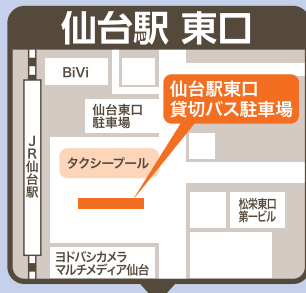 仙台駅 東口
BiVi
仙台駅東口
貸切バス駐車場
仙台東口
駐車場
JR仙台駅
タクシープール
松栄東口
第一ビル
ヨドバシカメラ
マルチメディア仙台